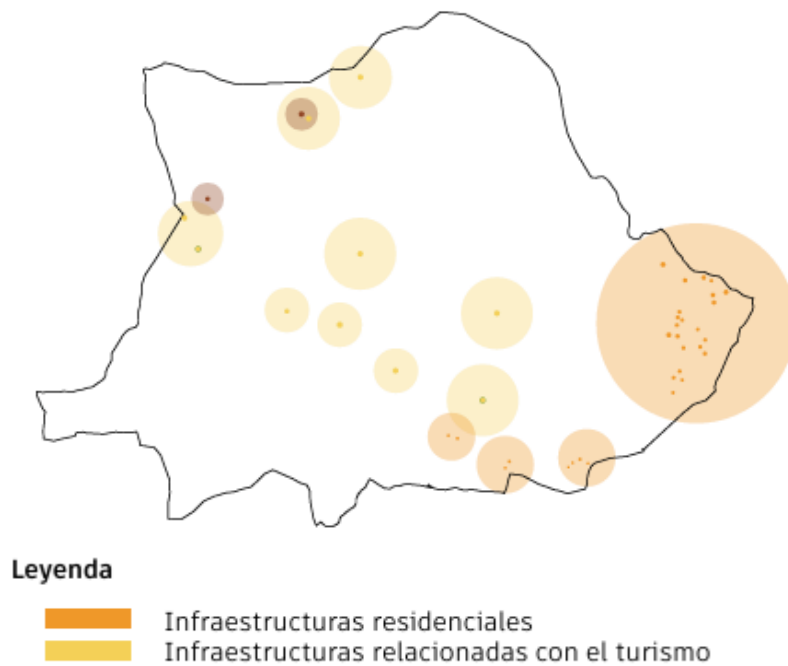 Leyenda
Infraestructuras residenciales
Infraestructuras relacionadas con el turismo